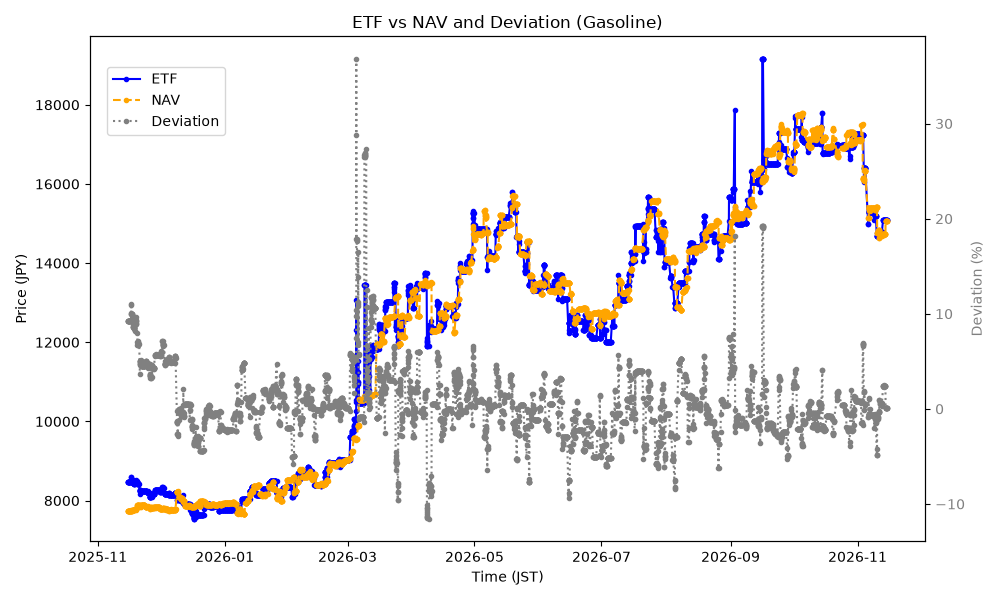 ETF vs NAV and Deviation (Gasoline)
ETF
NAV
Deviation
Price (JPY)
18000
16000
14000
12000
10000
8000
30
20
10
0
−10
Deviation (%)
2025-11
2026-01
2026-03
2026-05
2026-07
2026-09
2026-11
Time (JST)